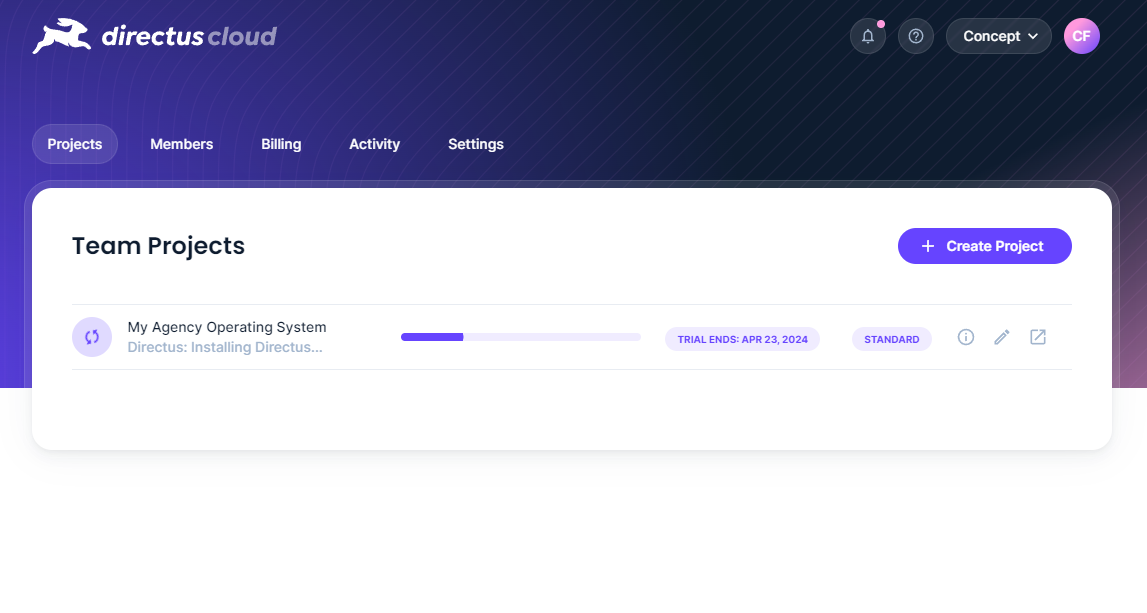 directus cloud
Concept
CF
Projects
Members
Billing
Activity
Settings
Team Projects
Create Project
My Agency Operating System
Directus: Installing Directus...
TRIAL ENDS: APR 23, 2024
STANDARD